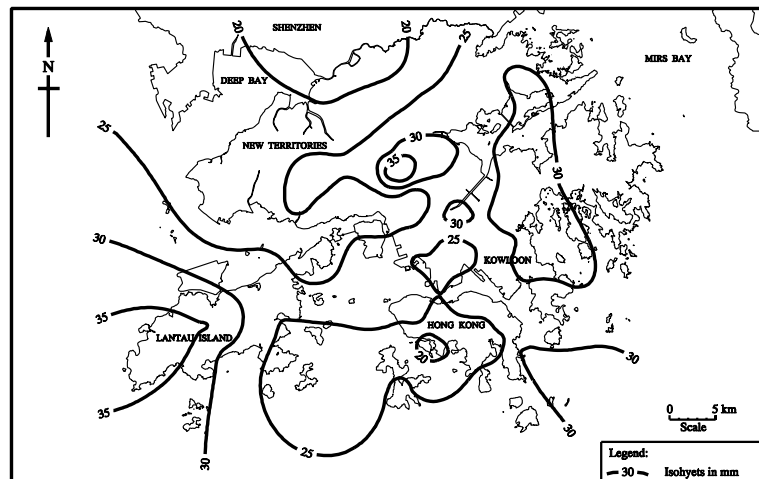 SHENZHEN
20
20
25
MIRS BAY
N
DEEP BAY
25
NEW TERRITORIES
30
35
30
30
30
25
KOWLOON
35
HONG KONG
LANTAU ISLAND
20
30
35
30
25
30
0 5 km
Scale
Legend:
30 Isohyets in mm